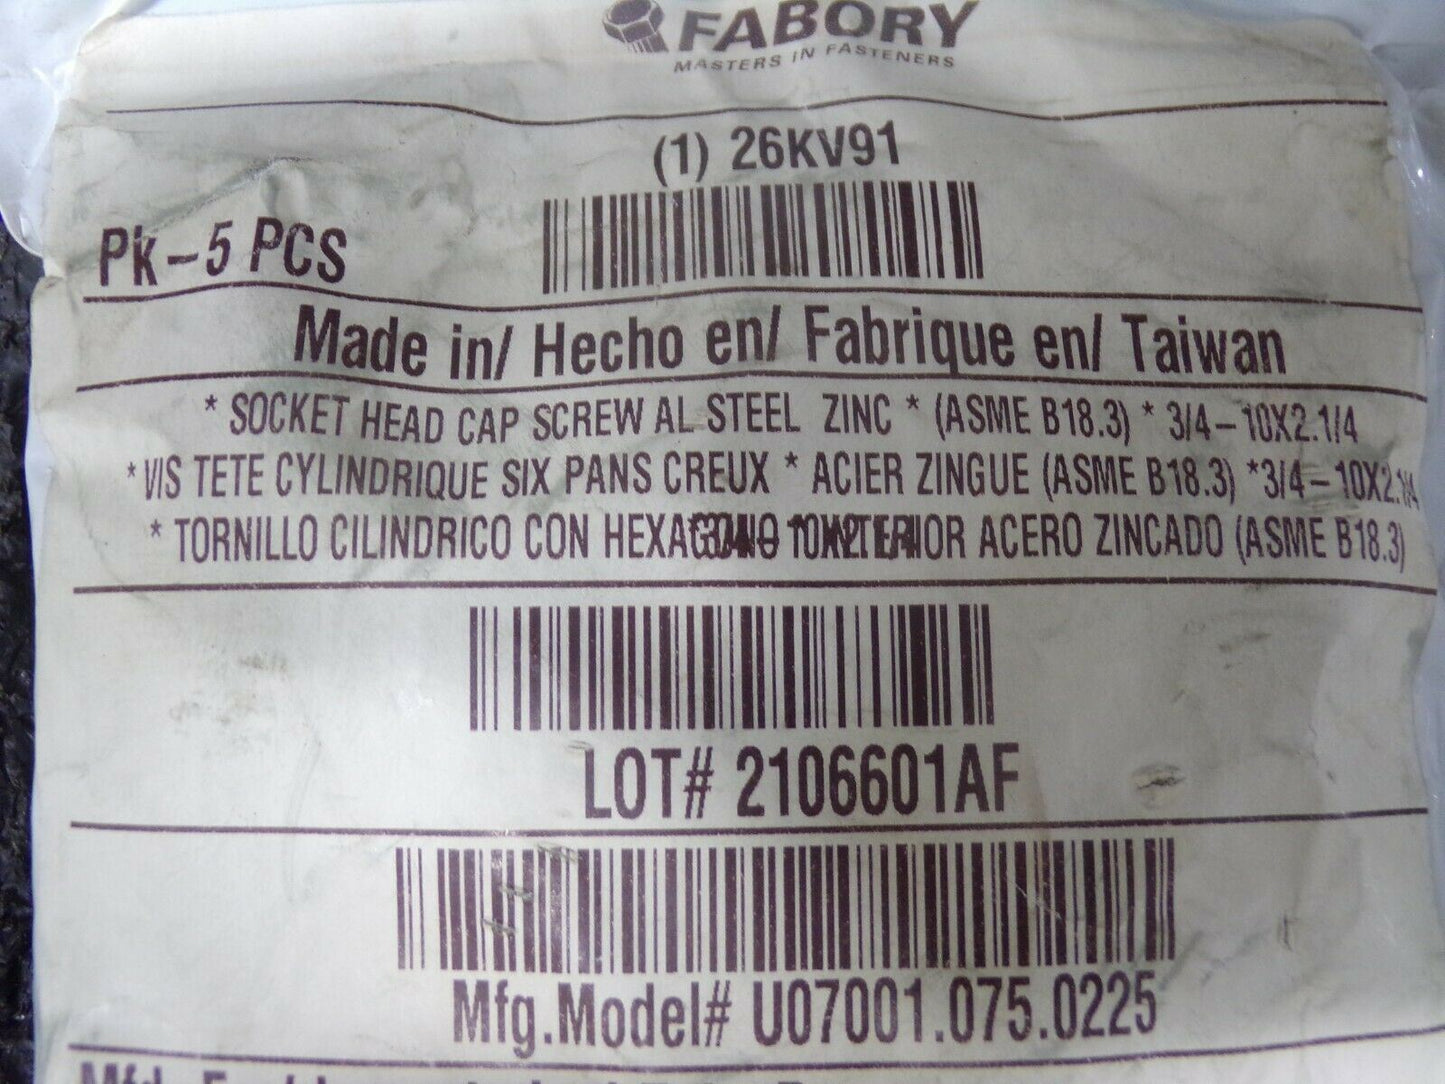 FABORY
MASTERS IN FASTENERS
(1) 26KV91
Pk-5 PCS
Made in/ Hecho en/ Fabrique en/ Taiwan
* SOCKET HEAD CAP SCREW AL STEEL ZINC * (ASME B18.3) * 3/4-10X2.1/4
*VIS TETE CYLINDRIQUE SIX PANS CREUX * ACIER ZINGUE (ASME B18.3) *3/4-10X2.1/4
* TORNILLO CILINDRICO CON ACERO ZINCADO (ASME B18.3)
LOT# 2106601AF
Mfg.Model# U07001.075.0225